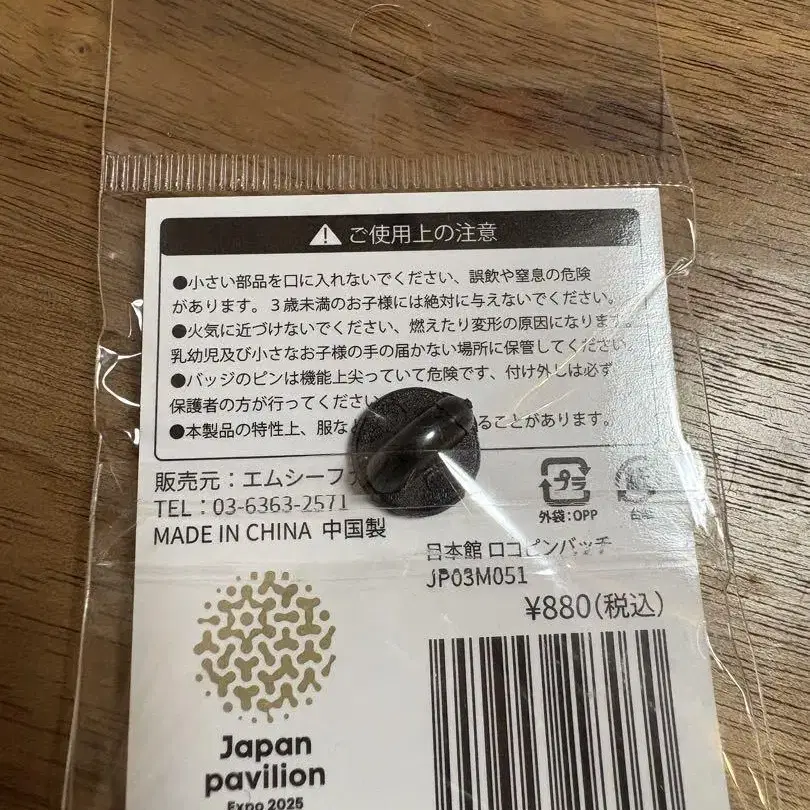 ご使用上の注意
●小さい部品を口に入れないでください、誤飲や窒息の危険
があります。3歳未満のお子様には絶対に与えないでください。
●火気に近づけないでください、燃えたり変形の原因になります。
乳幼児及び小さなお子様の手の届かない場所に保管してください。
●バッジのピンは機能上尖っていて危険です、付け外しは必ず
保護者の方が行ってください
●本製品の特性上、服な ることがあります。
販売元:エムシーフ
TEL:03-6363-2571
MADE IN CHINA 中国製
プラ
外袋:OPP
紙
台紙
日本館 ロゴピンバッチ
JP03M051
¥880(税込)
Japan
pavilion
Expo 2025